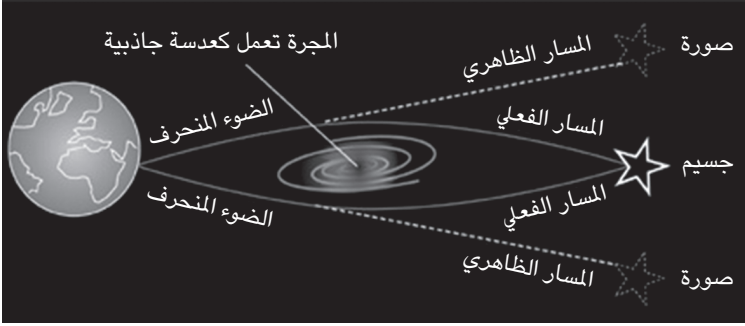 المجرة تعمل كعدسة جاذبية
صورة
المسار الظاهري
الضوء المنحرف
المسار الفعلي
جسيم
الضوء المنحرف
المسار الفعلي
المسار الظاهري
صورة